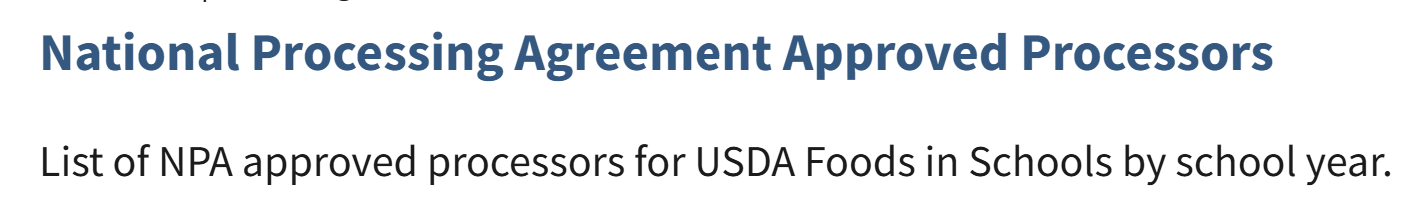 National Processing Agreement Approved Processors
List of NPA approved processors for USDA Foods in Schools by school year.